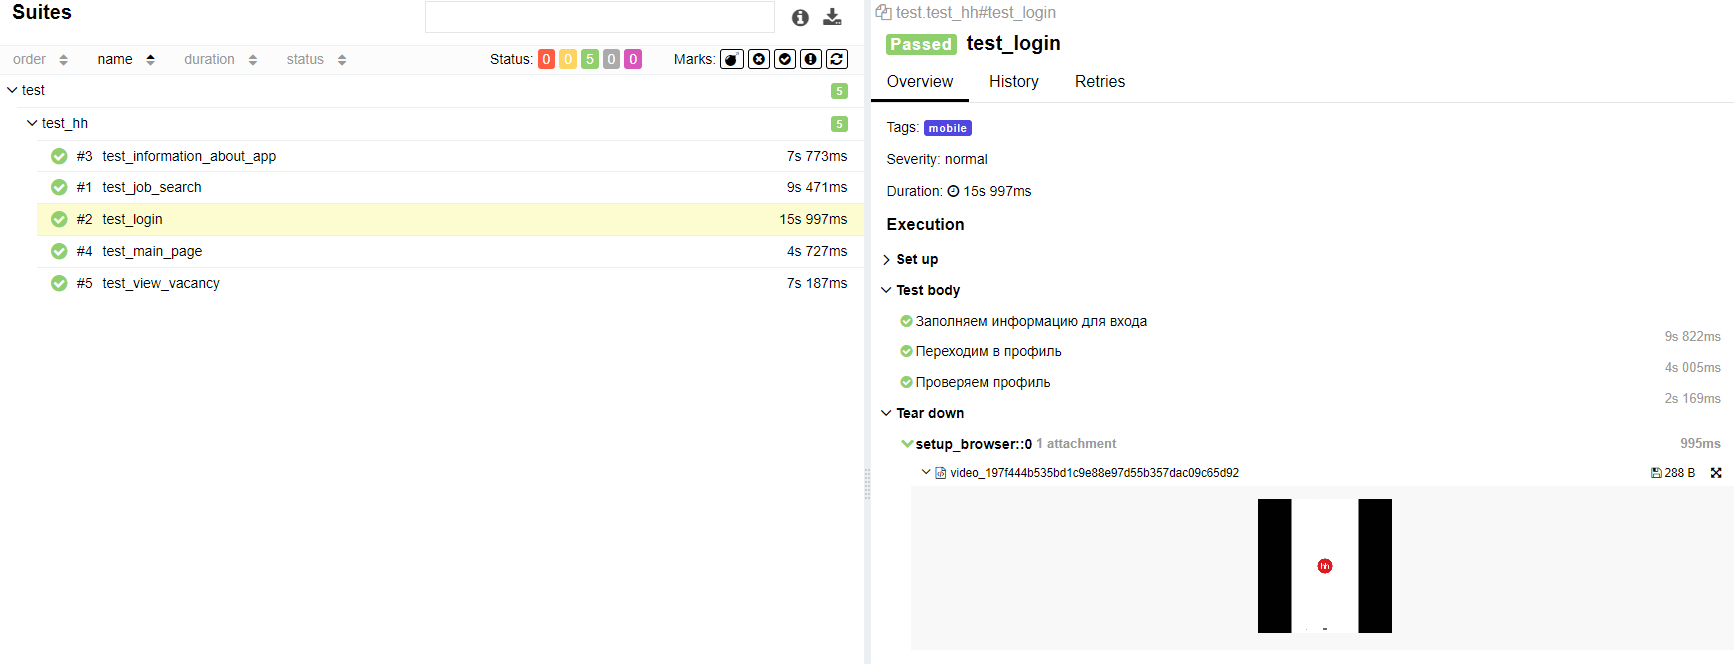 Suites
order name duration status Status: 0 0 5 0 0 Marks:
test 5
test_hh 5
#3 test_information_about_app 7s 773ms
#1 test_job_search 9s 471ms
#2 test_login 15s 997ms
#4 test_main_page 4s 727ms
#5 test_view_vacancy 7s 187ms
test.test_hh#test_login
Passed test_login
Overview History Retries
Tags: mobile
Severity: normal
Duration: 15s 997ms
Execution
Set up
Test body
Заполняем информацию для входа
9s 822ms
Переходим в профиль
4s 005ms
Проверяем профиль
2s 169ms
Tear down
setup_browser::0 1 attachment 995ms
video_197f444b535bd1c9e88e97d55b357dac09c65d92 288 B
hh